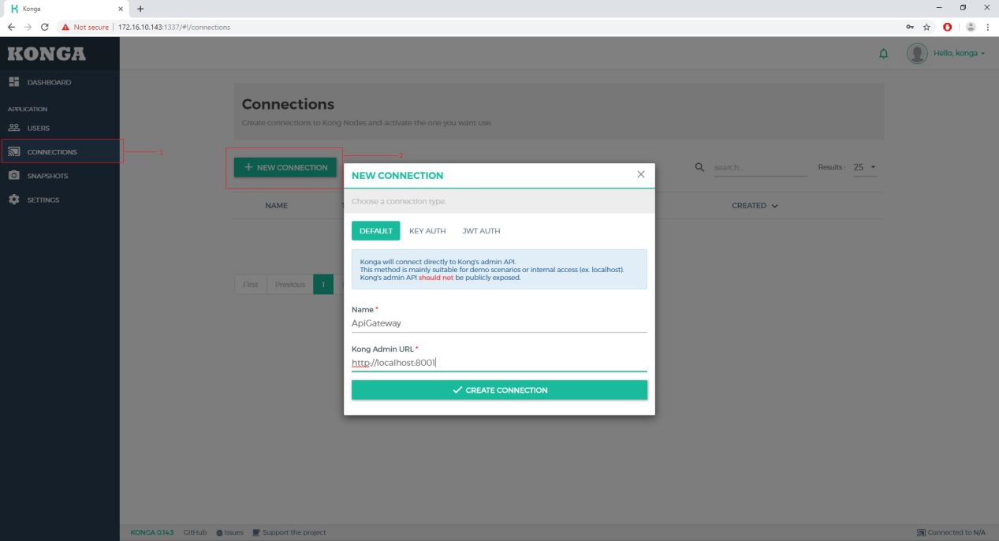 Konga
Not secure | 172.16.10.143:1337/#!/connections
KONGA
Hello, konga
DASHBOARD
APPLICATION
USERS
CONNECTIONS
1
SNAPSHOTS
SETTINGS
Connections
Create connections to Kong Nodes and activate the one you want use.
+ NEW CONNECTION
2
search...
Results :
25
NAME
CREATED
First
Previous
1
NEW CONNECTION
Choose a connection type.
DEFAULT
KEY AUTH
JWT AUTH
Konga will connect directly to Kong's admin API.
This method is mainly suitable for demo scenarios or internal access (ex. localhost).
Kong's admin API should not be publicly exposed.
Name *
ApiGateway
Kong Admin URL *
http://localhost:8001
CREATE CONNECTION
KONGA 0.14.3
GitHub
Issues
Support the project
Connected to N/A